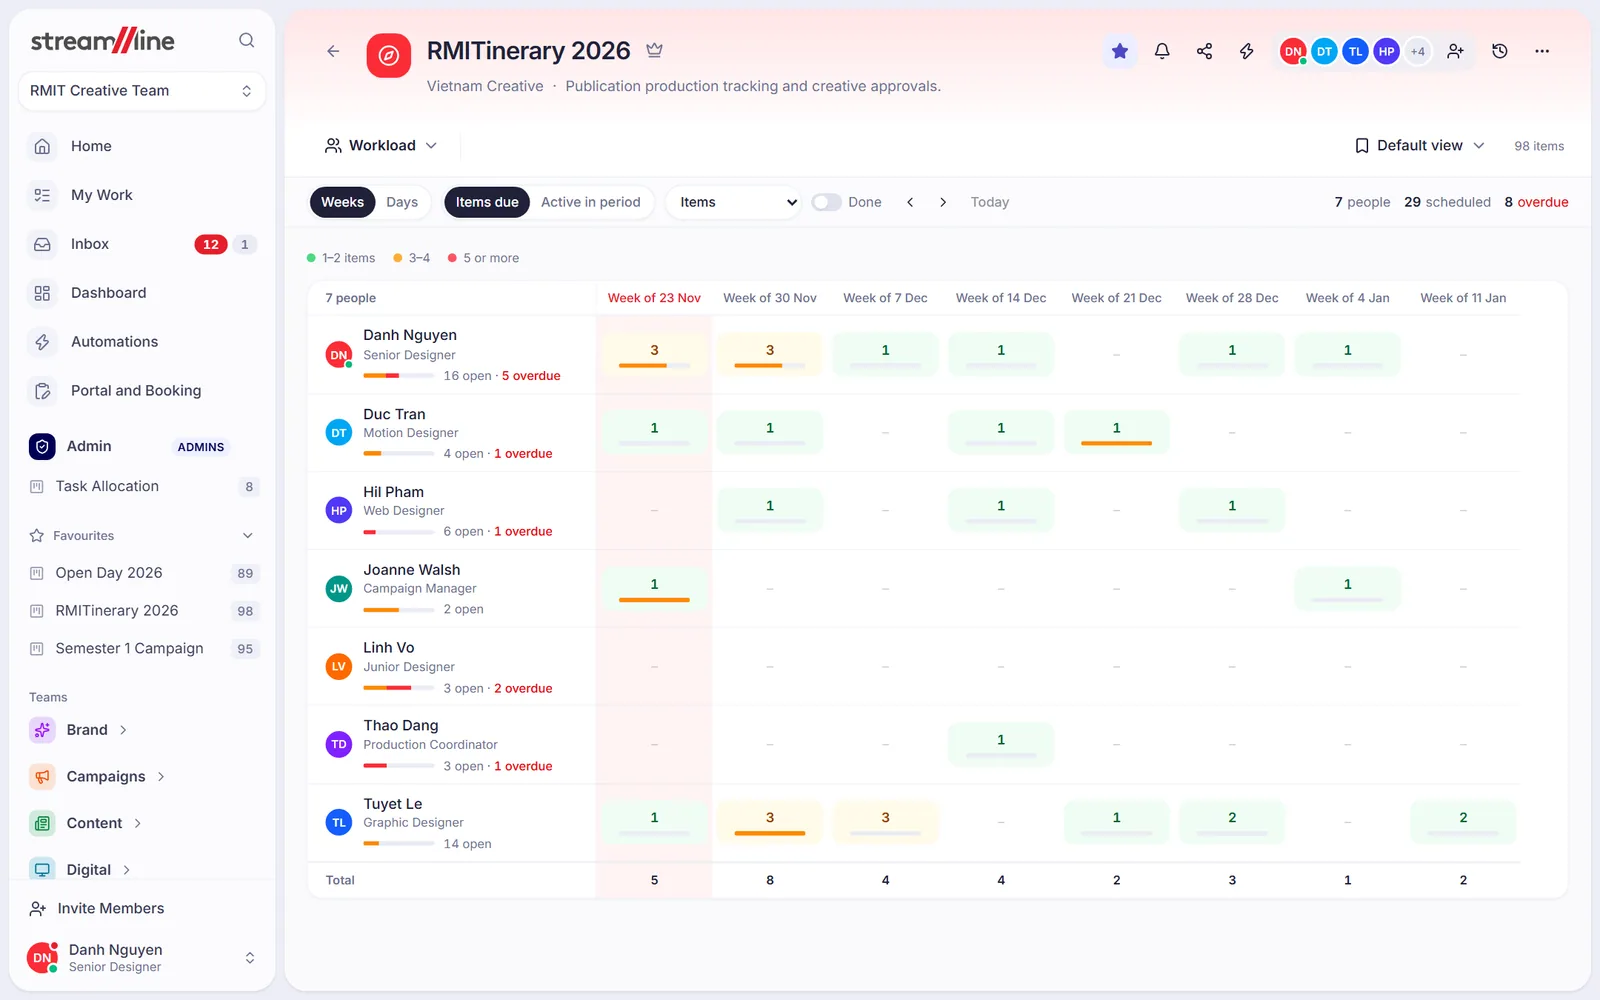 streamline
RMIT Creative Team
Home
My Work
Inbox 12 1
Dashboard
Automations
Portal and Booking
Admin ADMINS
Task Allocation 8
Favourites
Open Day 2026 89
RMITinerary 2026 98
Semester 1 Campaign 95
Teams
Brand
Campaigns
Content
Digital
Invite Members
DN Danh Nguyen
Senior Designer
RMITinerary 2026
Vietnam Creative · Publication production tracking and creative approvals.
DN DT TL HP +4
Workload
Default view 98 items
Weeks Days Items due Active in period Items Done Today 7 people 29 scheduled 8 overdue
1–2 items 3–4 5 or more
7 people Week of 23 Nov Week of 30 Nov Week of 7 Dec Week of 14 Dec Week of 21 Dec Week of 28 Dec Week of 4 Jan Week of 11 Jan
DN Danh Nguyen
Senior Designer
16 open · 5 overdue
3 3 1 1 – 1 1 –
DT Duc Tran
Motion Designer
4 open · 1 overdue
1 1 – 1 1 – – –
HP Hil Pham
Web Designer
6 open · 1 overdue
– 1 – 1 – 1 – –
JW Joanne Walsh
Campaign Manager
2 open
1 – – – – – 1 –
LV Linh Vo
Junior Designer
3 open · 2 overdue
– – – – – – – –
TD Thao Dang
Production Coordinator
3 open · 1 overdue
– – – 1 – – – –
TL Tuyet Le
Graphic Designer
14 open
1 3 3 – 1 2 – 2
Total 5 8 4 4 2 3 1 2